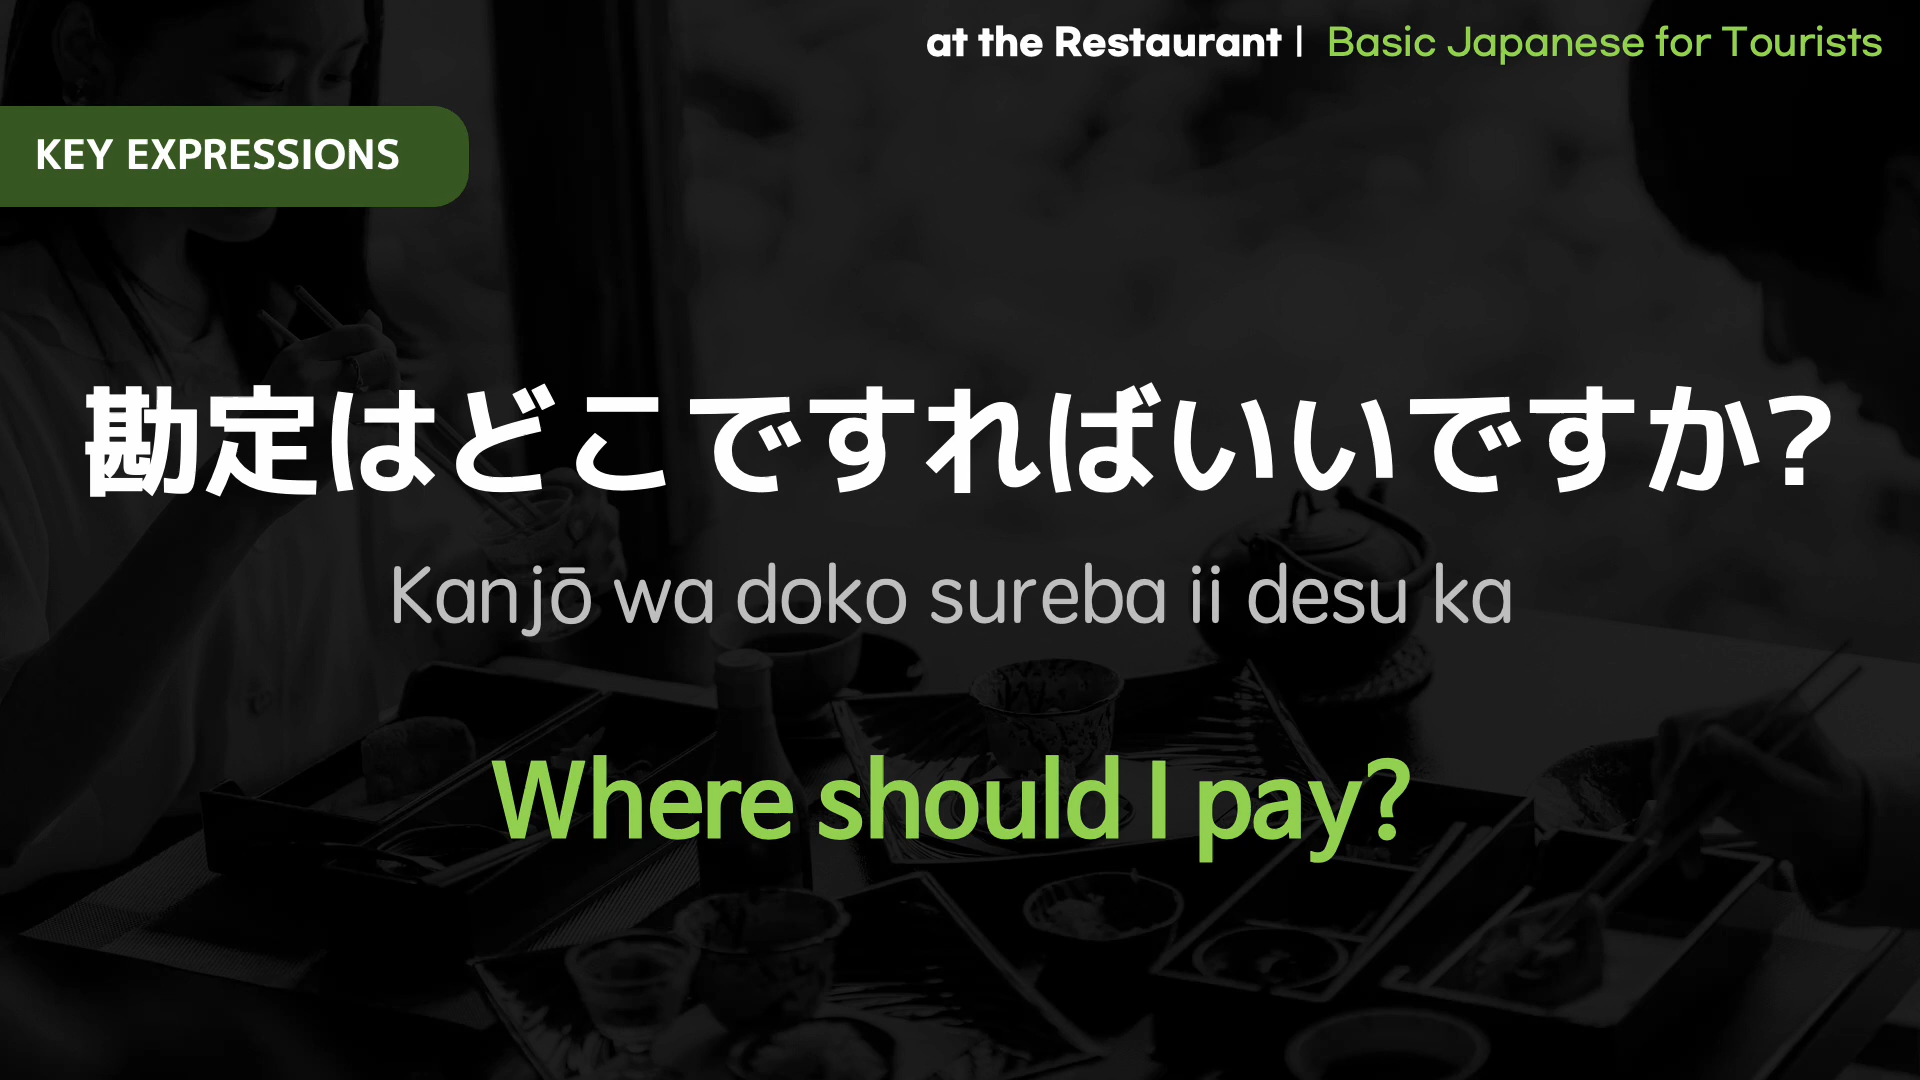 at the Restaurant | Basic Japanese for Tourists
KEY EXPRESSIONS
勘定はどこですればいいですか?
Kanjō wa doko sureba ii desu ka
Where should I pay?